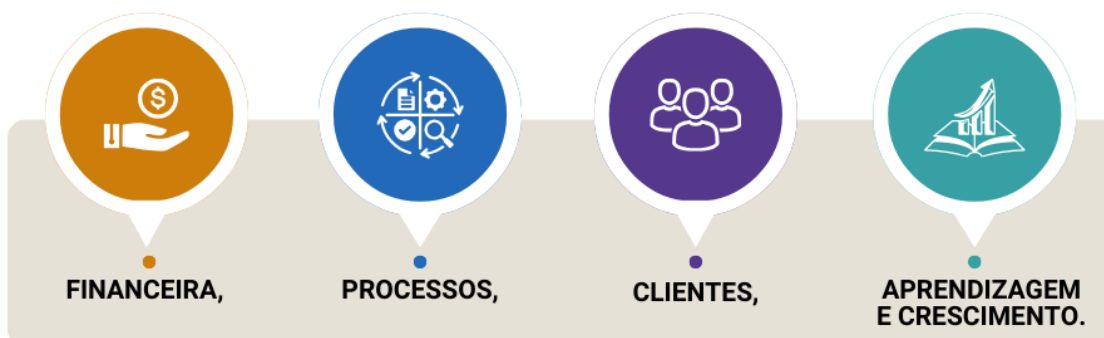 $
FINANCEIRA,
PROCESSOS,
CLIENTES,
APRENDIZAGEM
E CRESCIMENTO.